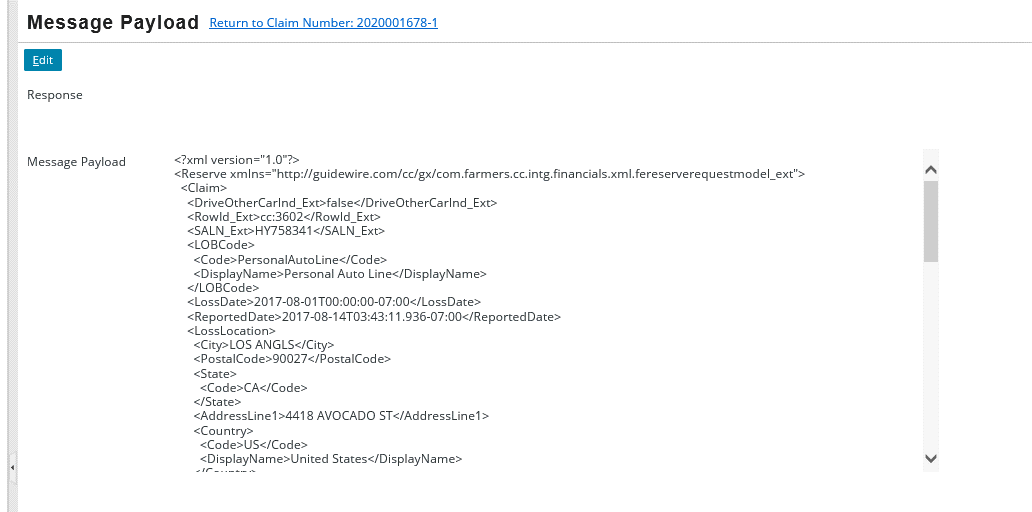 Message Payload Return to Claim Number: 2020001678-1
Edit
Response
Message Payload <?xml version="1.0"?>
<Reserve xmlns="http://guidewire.com/cc/gx/com.farmers.cc.intg.financials.xml.fereserverequestmodel_ext">
<Claim>
<DriveOtherCarInd_Ext>false</DriveOtherCarInd_Ext>
<RowId_Ext>cc:3602</RowId_Ext>
<SALN_Ext>HY758341</SALN_Ext>
<LOBCode>
<Code>PersonalAutoLine</Code>
<DisplayName>Personal Auto Line</DisplayName>
</LOBCode>
<LossDate>2017-08-01T00:00:00-07:00</LossDate>
<ReportedDate>2017-08-14T03:43:11.936-07:00</ReportedDate>
<LossLocation>
<City>LOS ANGLS</City>
<PostalCode>90027</PostalCode>
<State>
<Code>CA</Code>
</State>
<AddressLine1>4418 AVOCADO ST</AddressLine1>
<Country>
<Code>US</Code>
<DisplayName>United States</DisplayName>
</Country>